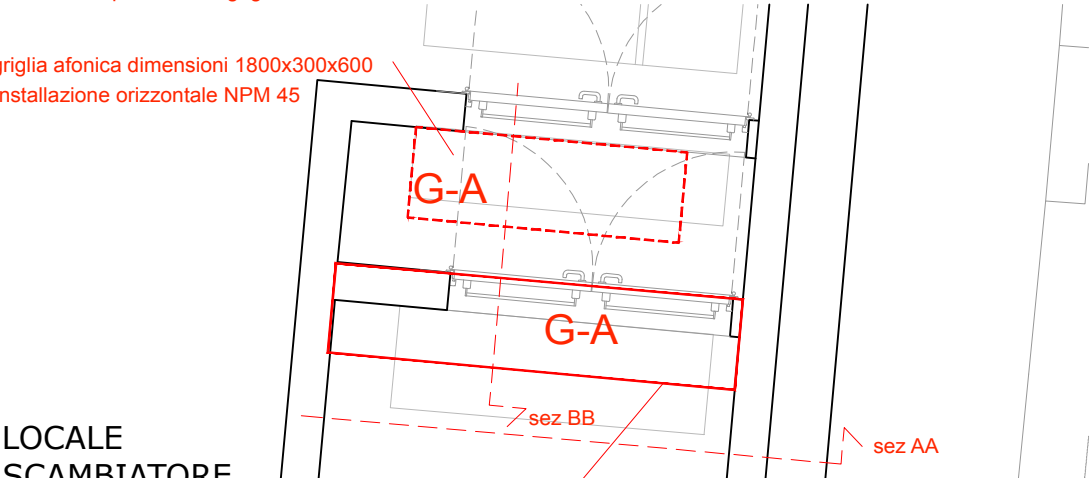 griglia afonica dimensioni 1800x300x600
installazione orizzontale NPM 45
G-A
G-A
sez BB
sez AA
LOCALE
SCAMBIATORE